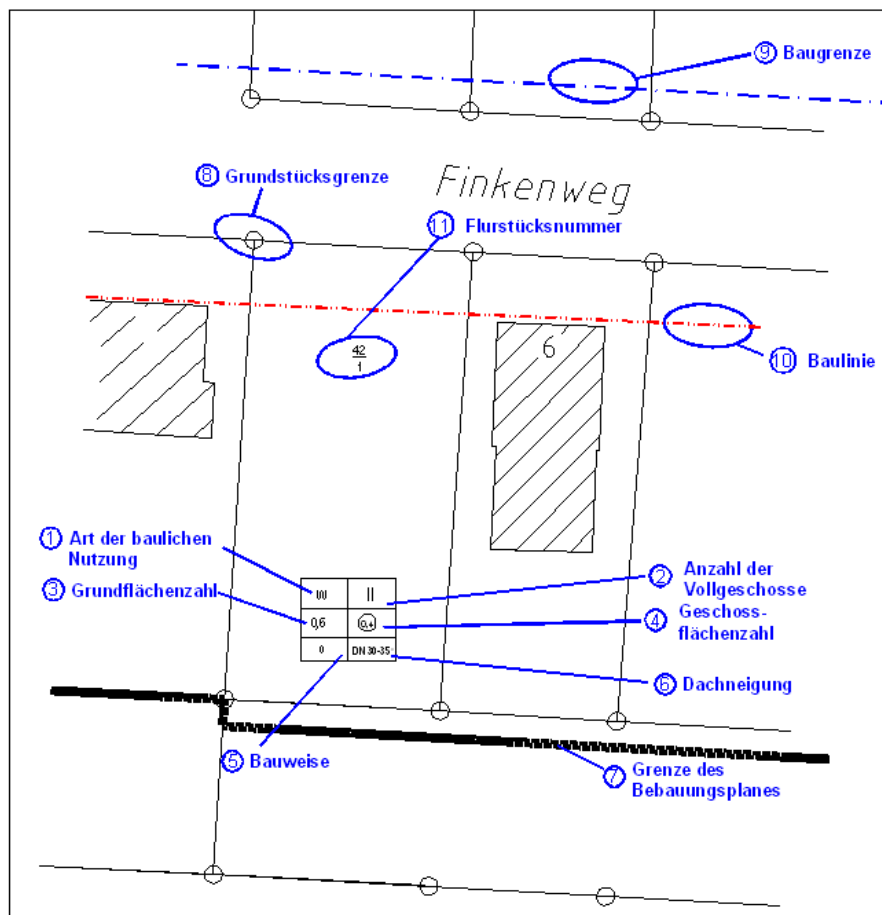 ⑨ Baugrenze
⑧ Grundstücksgrenze
Finkenweg
⑪ Flurstücksnummer
42
1
6
⑩ Baulinie
① Art der baulichen
Nutzung
③ Grundflächenzahl
W II
0,6 0,4
0 DN 30-35
② Anzahl der
Vollgeschosse
④ Geschoss-
flächenzahl
⑥ Dachneigung
⑤ Bauweise
⑦ Grenze des
Bebauungsplanes